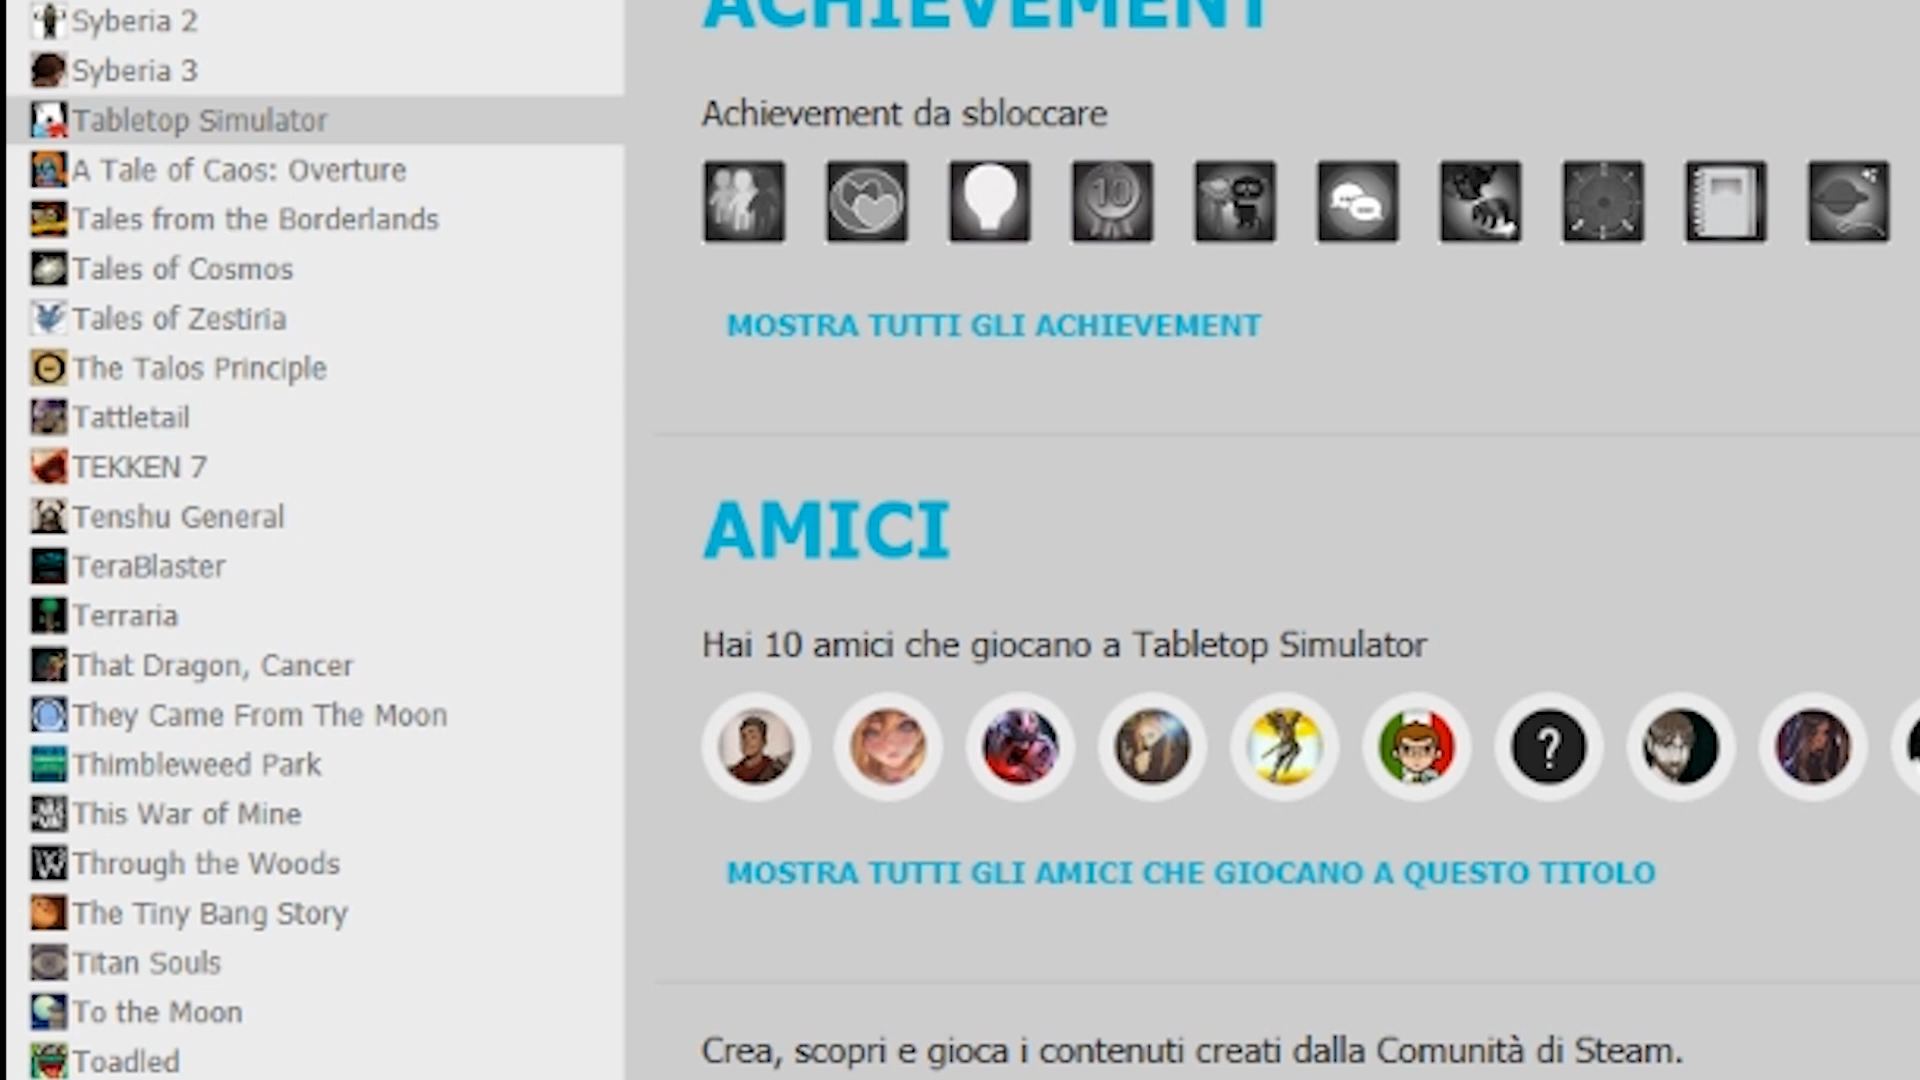 Syberia 2
Syberia 3
Tabletop Simulator
A Tale of Caos: Overture
Tales from the Borderlands
Tales of Cosmos
Tales of Zestiria
The Talos Principle
Tattletail
TEKKEN 7
Tenshu General
TeraBlaster
Terraria
That Dragon, Cancer
They Came From The Moon
Thimbleweed Park
This War of Mine
Through the Woods
The Tiny Bang Story
Titan Souls
To the Moon
Toadled
ACHIEVEMENT
Achievement da sbloccare
10
MOSTRA TUTTI GLI ACHIEVEMENT
AMICI
Hai 10 amici che giocano a Tabletop Simulator
?
MOSTRA TUTTI GLI AMICI CHE GIOCANO A QUESTO TITOLO
Crea, scopri e gioca i contenuti creati dalla Comunità di Steam.